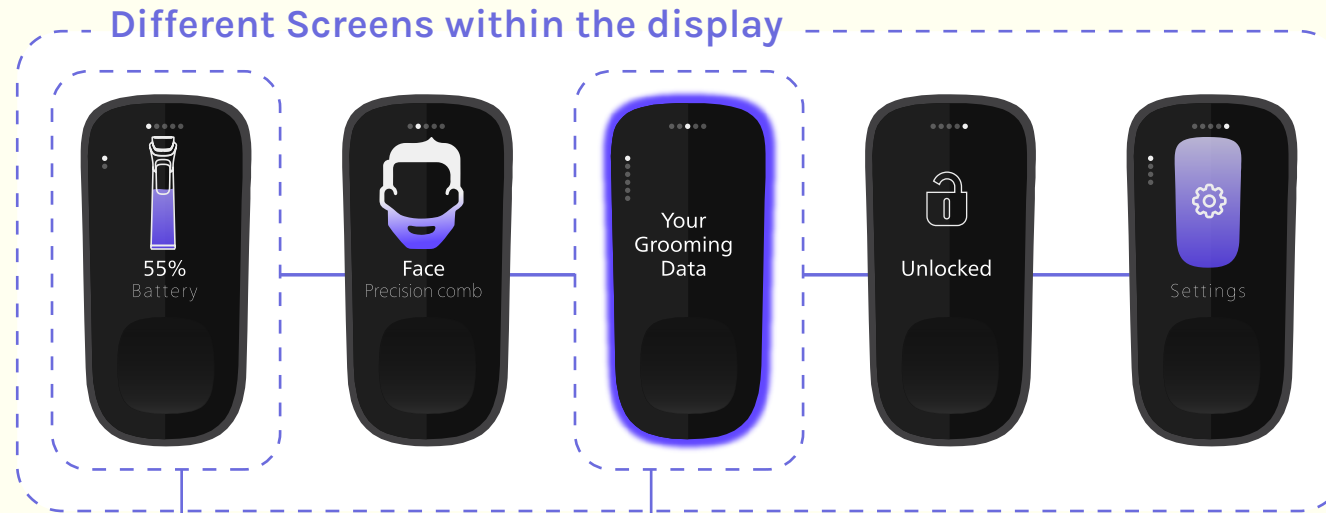 Different Screens within the display
55%
Battery
Face
Precision comb
Your
Grooming
Data
Unlocked
Settings